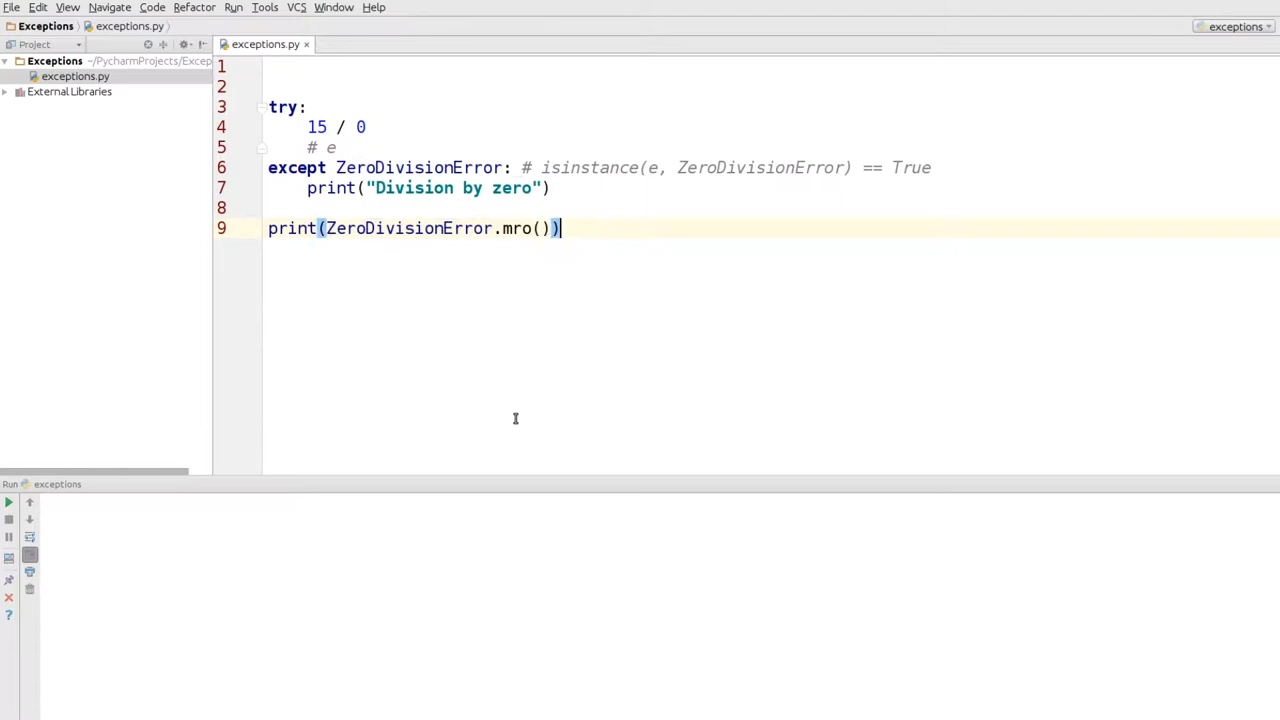 File Edit View Navigate Code Refactor Run Tools VCS Window Help
Exceptions exceptions.py exceptions
Project exceptions.py
Exceptions ~/PycharmProjects/Excep
exceptions.py
External Libraries
1
2
3 try:
4 15 / 0
5 # e
6 except ZeroDivisionError: # isinstance(e, ZeroDivisionError) == True
7 print("Division by zero")
8
9 print(ZeroDivisionError.mro())
Run exceptions